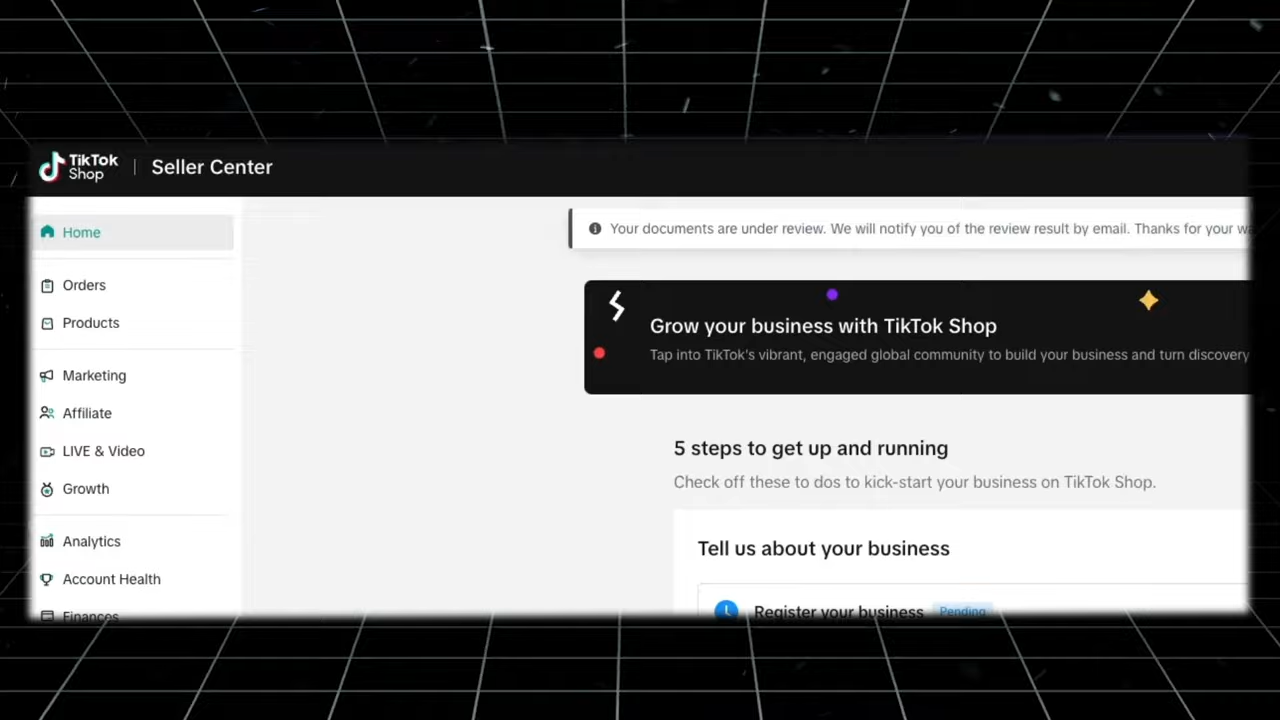 TikTok
Shop
Seller Center
Home
Orders
Products
Marketing
Affiliate
LIVE & Video
Growth
Analytics
Account Health
Finances
Your documents are under review. We will notify you of the review result by email. Thanks for your
Grow your business with TikTok Shop
Tap into TikTok's vibrant, engaged global community to build your business and turn discovery
5 steps to get up and running
Check off these to dos to kick-start your business on TikTok Shop.
Tell us about your business
Register your business Pending